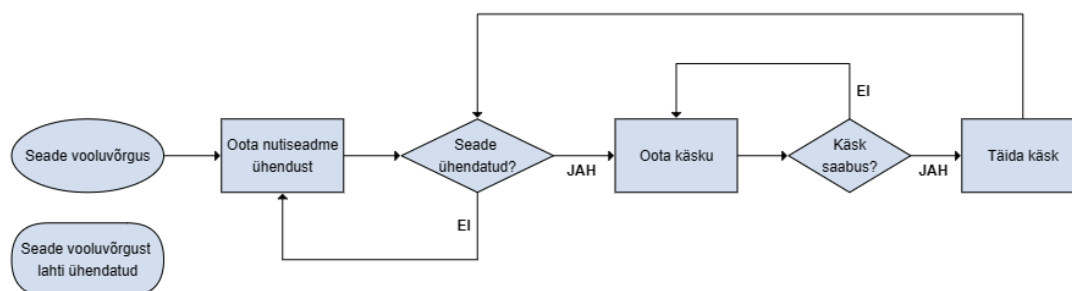 Seade vooluvõrgus
Oota nutiseadme
ühendust
Seade
ühendatud?
JAH
EI
Oota käsku
Käsk
saabus?
EI
JAH
Täida käsk
Seade vooluvõrgust
lahti ühendatud